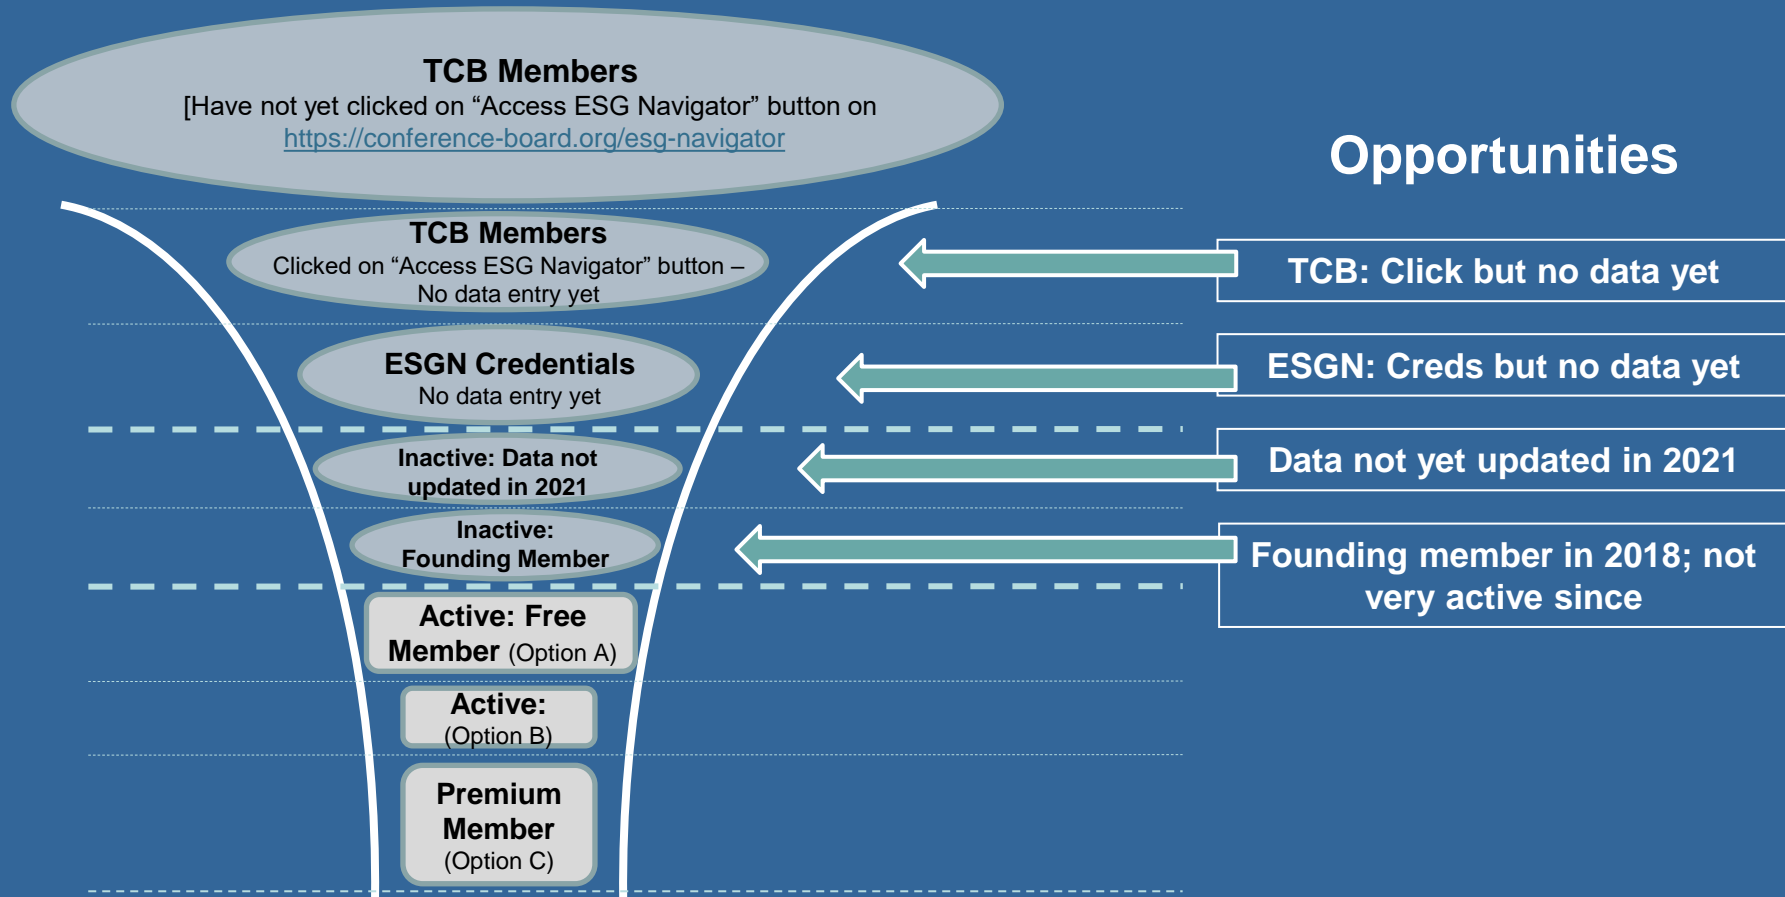 TCB Members
[Have not yet clicked on “Access ESG Navigator” button on
https://conference-board.org/esg-navigator
Opportunities
TCB Members
Clicked on “Access ESG Navigator” button –
No data entry yet
TCB: Click but no data yet
ESGN Credentials
No data entry yet
ESGN: Creds but no data yet
Inactive: Data not
updated in 2021
Data not yet updated in 2021
Inactive:
Founding Member
Founding member in 2018; not
very active since
Active: Free
Member (Option A)
Active:
(Option B)
Premium
Member
(Option C)